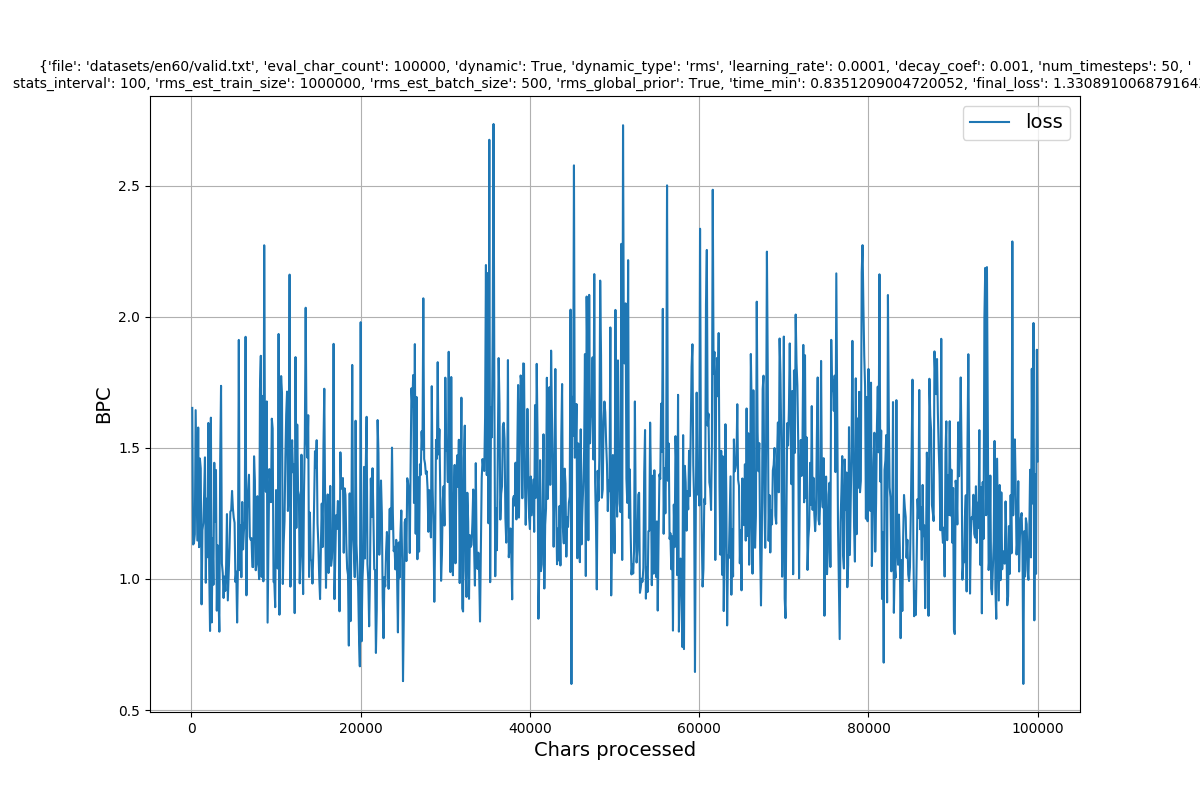 {'file': 'datasets/en60/valid.txt', 'eval_char_count': 100000, 'dynamic': True, 'dynamic_type': 'rms', 'learning_rate': 0.0001, 'decay_coef': 0.001, 'num_timesteps': 50, '
stats_interval': 100, 'rms_est_train_size': 1000000, 'rms_est_batch_size': 500, 'rms_global_prior': True, 'time_min': 0.8351209004720052, 'final_loss': 1.330891006879164
loss
2.5
2.0
1.5
1.0
0.5
BPC
0 20000 40000 60000 80000 100000
Chars processed